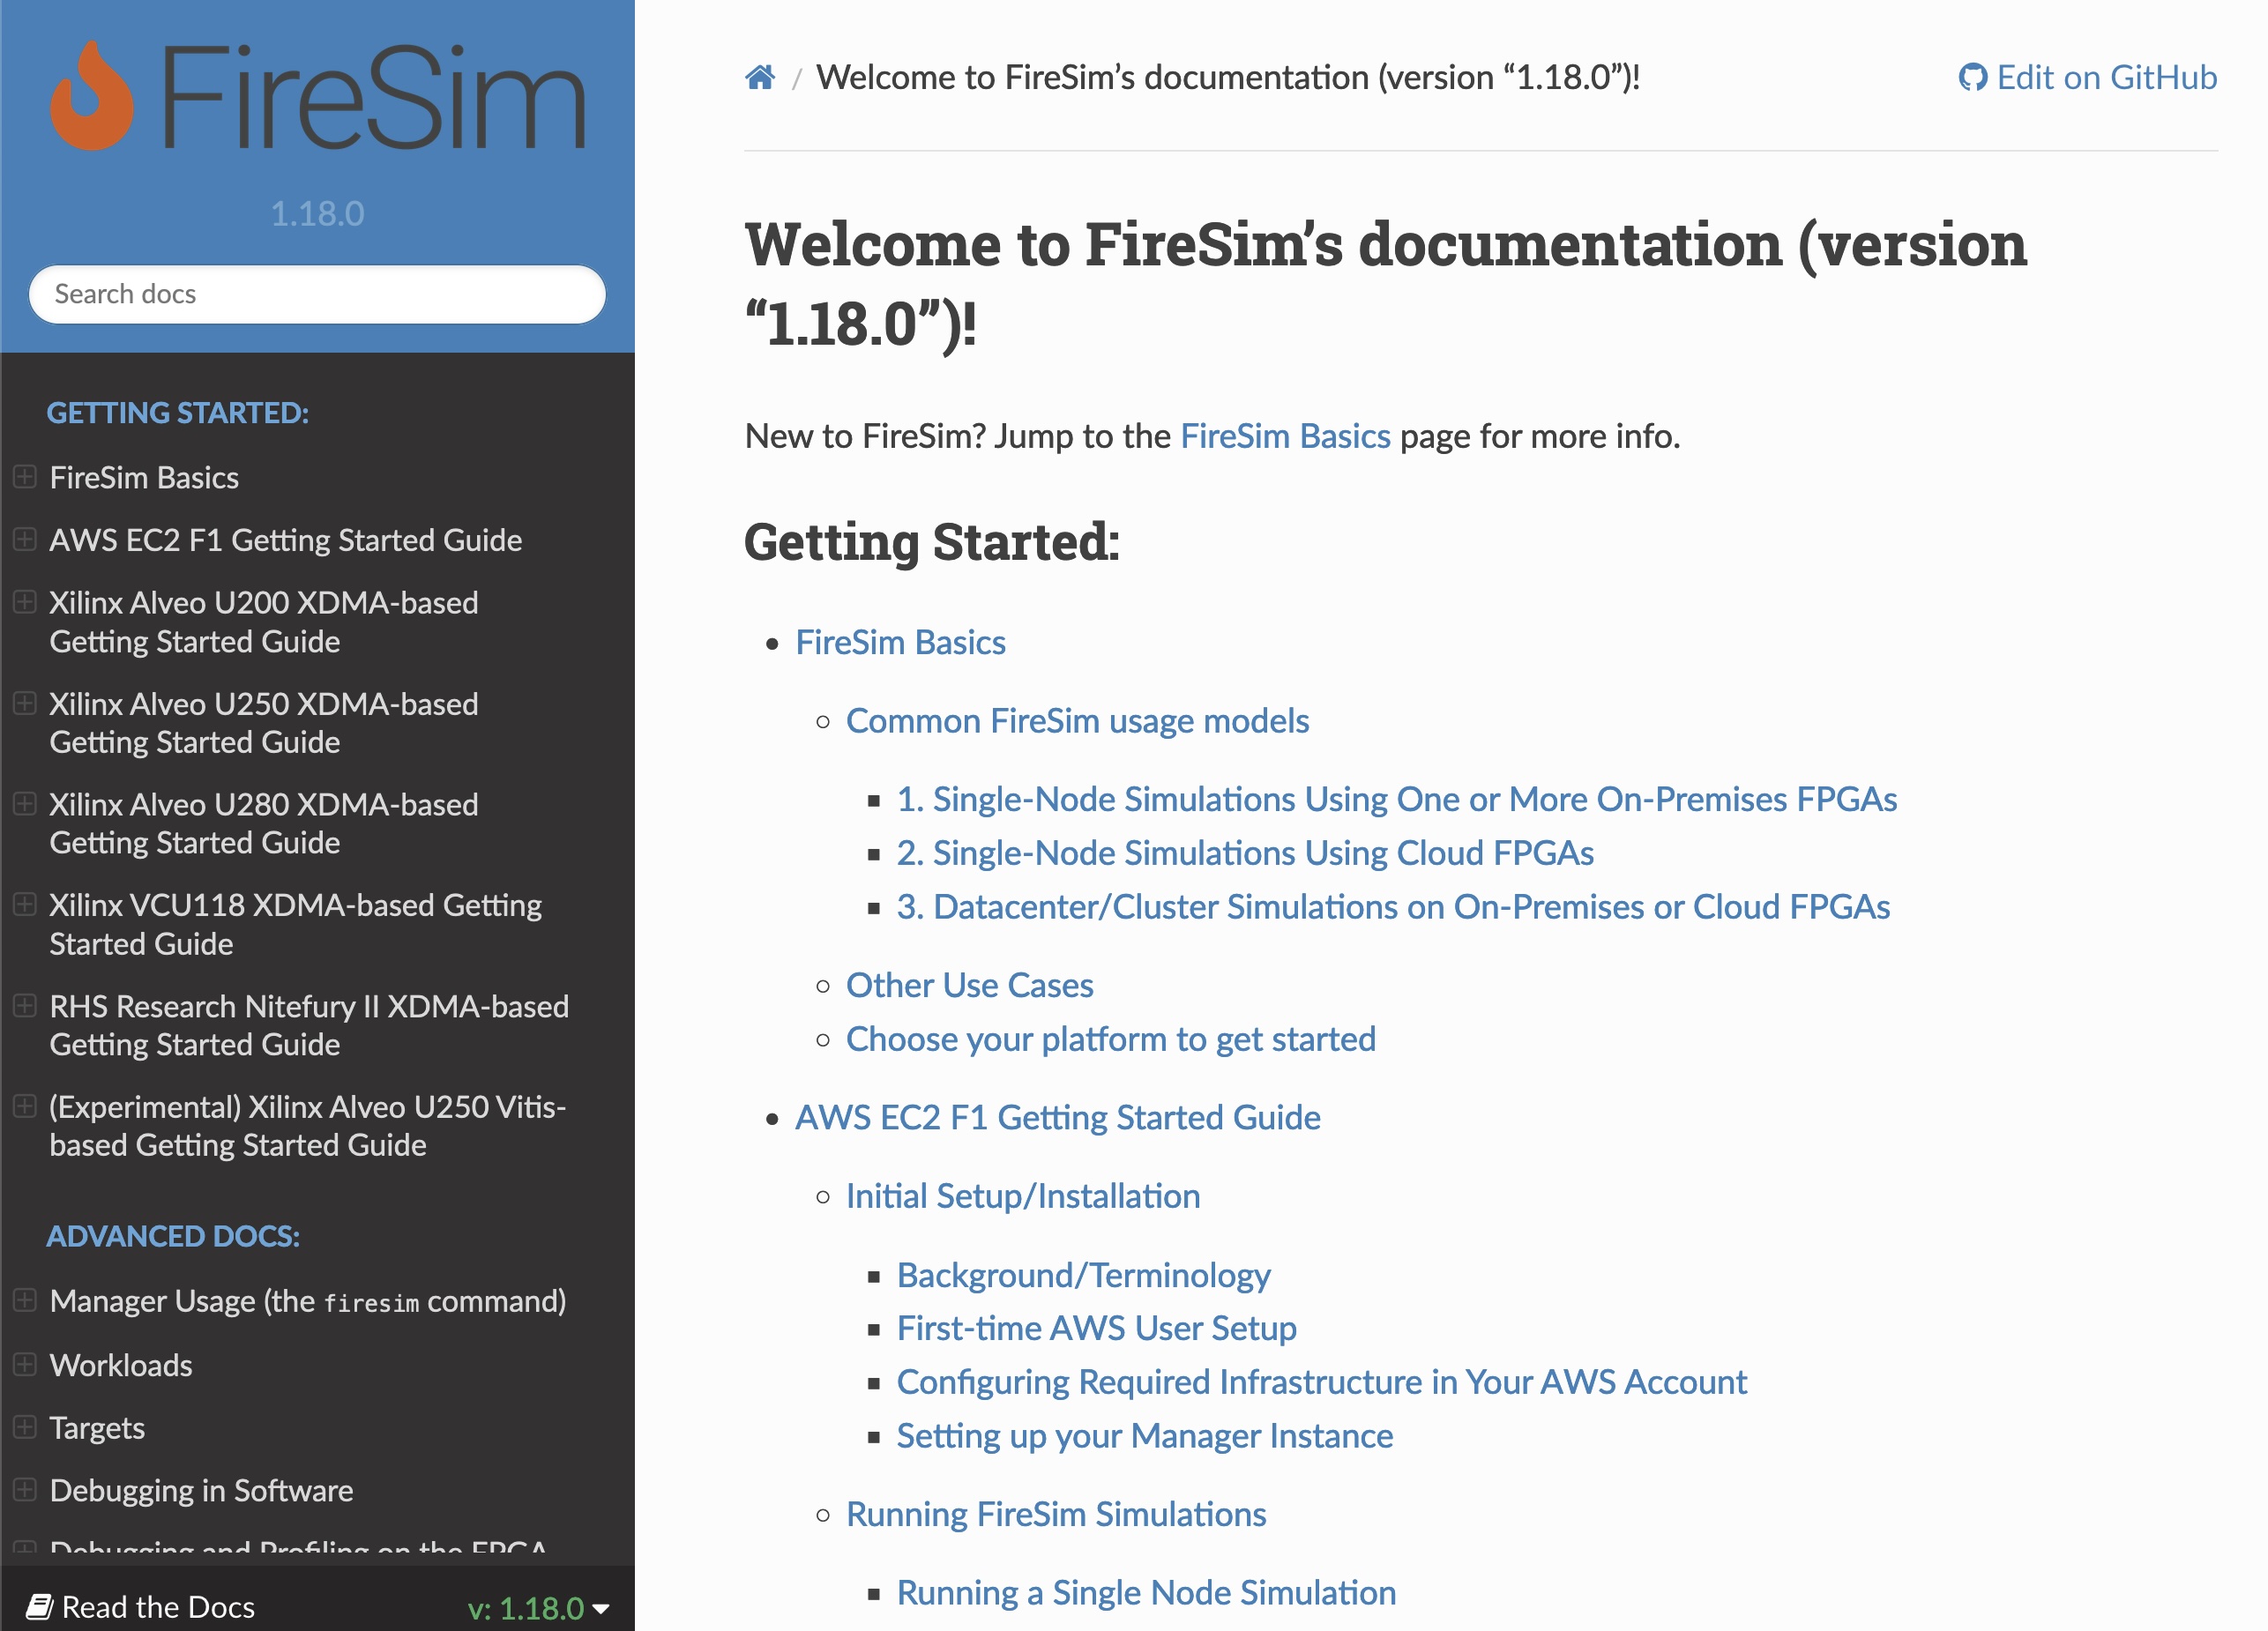 FireSim
1.18.0
Search docs
GETTING STARTED:
FireSim Basics
AWS EC2 F1 Getting Started Guide
Xilinx Alveo U200 XDMA-based
Getting Started Guide
Xilinx Alveo U250 XDMA-based
Getting Started Guide
Xilinx Alveo U280 XDMA-based
Getting Started Guide
Xilinx VCU118 XDMA-based Getting
Started Guide
RHS Research Nitefury II XDMA-based
Getting Started Guide
(Experimental) Xilinx Alveo U250 Vitis-
based Getting Started Guide
ADVANCED DOCS:
Manager Usage (the firesim command)
Workloads
Targets
Debugging in Software
Debugging and Profiling on the FPGA
Read the Docs
v: 1.18.0
/ Welcome to FireSim’s documentation (version “1.18.0”)!
Edit on GitHub
Welcome to FireSim’s documentation (version
“1.18.0”)!
New to FireSim? Jump to the FireSim Basics page for more info.
Getting Started:
• FireSim Basics
◦ Common FireSim usage models
▪ 1. Single-Node Simulations Using One or More On-Premises FPGAs
▪ 2. Single-Node Simulations Using Cloud FPGAs
▪ 3. Datacenter/Cluster Simulations on On-Premises or Cloud FPGAs
◦ Other Use Cases
◦ Choose your platform to get started
• AWS EC2 F1 Getting Started Guide
◦ Initial Setup/Installation
▪ Background/Terminology
▪ First-time AWS User Setup
▪ Configuring Required Infrastructure in Your AWS Account
▪ Setting up your Manager Instance
◦ Running FireSim Simulations
▪ Running a Single Node Simulation